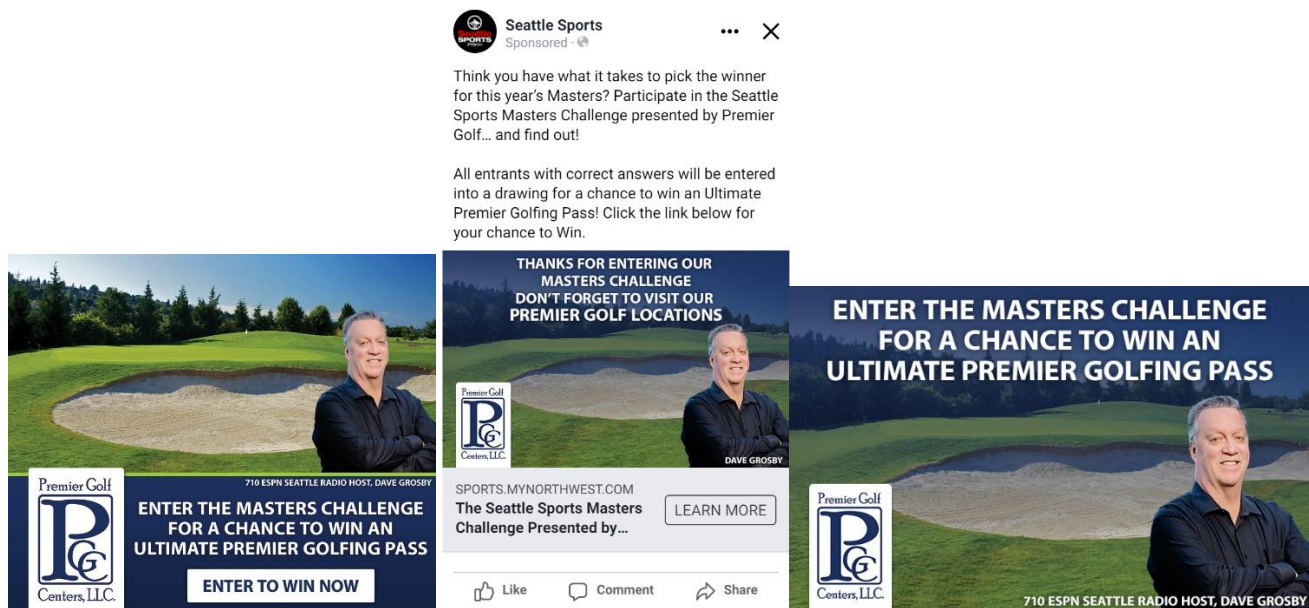 Premier Golf
PGC
Centers, LLC.
710 ESPN SEATTLE RADIO HOST, DAVE GROSBY
ENTER THE MASTERS CHALLENGE
FOR A CHANCE TO WIN AN
ULTIMATE PREMIER GOLFING PASS
ENTER TO WIN NOW
Seattle
SPORTS
Seattle Sports
Sponsored ·
Think you have what it takes to pick the winner
for this year's Masters? Participate in the Seattle
Sports Masters Challenge presented by Premier
Golf... and find out!
All entrants with correct answers will be entered
into a drawing for a chance to win an Ultimate
Premier Golfing Pass! Click the link below for
your chance to Win.
THANKS FOR ENTERING OUR
MASTERS CHALLENGE
DON'T FORGET TO VISIT OUR
PREMIER GOLF LOCATIONS
Premier Golf
PGC
Centers, LLC.
DAVE GROSBY
SPORTS.MYNORTHWEST.COM
The Seattle Sports Masters
Challenge Presented by...
LEARN MORE
Like
Comment
Share
ENTER THE MASTERS CHALLENGE
FOR A CHANCE TO WIN AN
ULTIMATE PREMIER GOLFING PASS
Premier Golf
PGC
Centers, LLC.
710 ESPN SEATTLE RADIO HOST, DAVE GROSBY